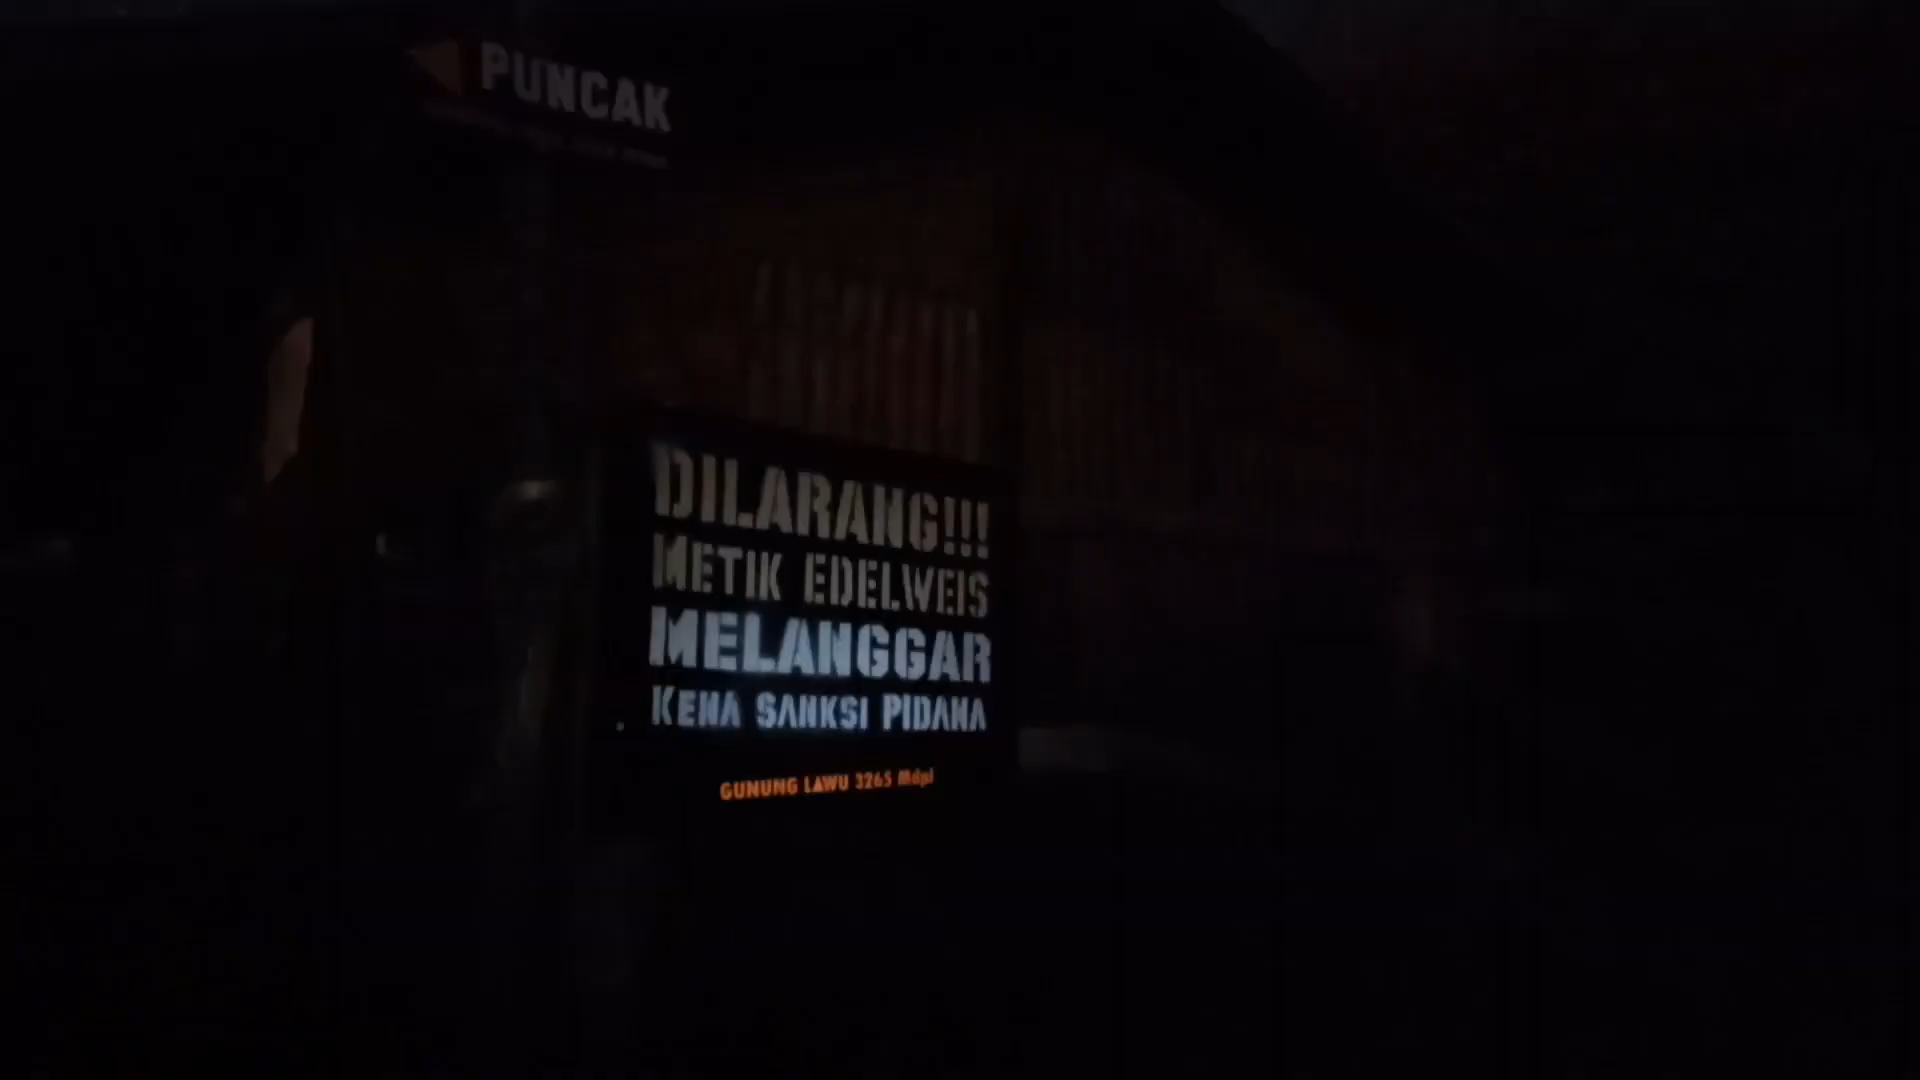 PUNCAK
DILARANG!!!
METIK EDELWEIS
MELANGGAR
KENA SANKSI PIDANA
GUNUNG LAWU 3265 Mdpl